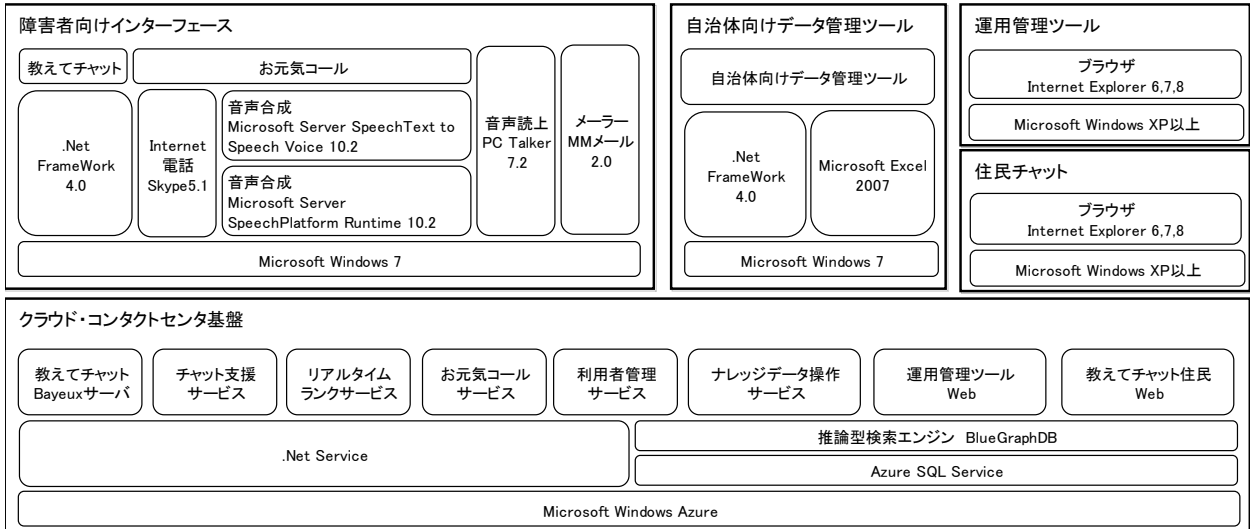 障害者向けインターフェース
教えてチャット
お元気コール
.Net
FrameWork
4.0
Internet
電話
Skype5.1
音声合成
Microsoft Server SpeechText to
Speech Voice 10.2
音声合成
Microsoft Server
SpeechPlatform Runtime 10.2
音声読上
PC Talker
7.2
メーラー
MMメール
2.0
Microsoft Windows 7
自治体向けデータ管理ツール
自治体向けデータ管理ツール
.Net
FrameWork
4.0
Microsoft Excel
2007
Microsoft Windows 7
運用管理ツール
ブラウザ
Internet Explorer 6,7,8
Microsoft Windows XP以上
住民チャット
ブラウザ
Internet Explorer 6,7,8
Microsoft Windows XP以上
クラウド・コンタクトセンタ基盤
教えてチャット
Bayeuxサーバ
チャット支援
サービス
リアルタイム
ランクサービス
お元気コール
サービス
利用者管理
サービス
ナレッジデータ操作
サービス
運用管理ツール
Web
教えてチャット住民
Web
.Net Service
推論型検索エンジン BlueGraphDB
Azure SQL Service
Microsoft Windows Azure